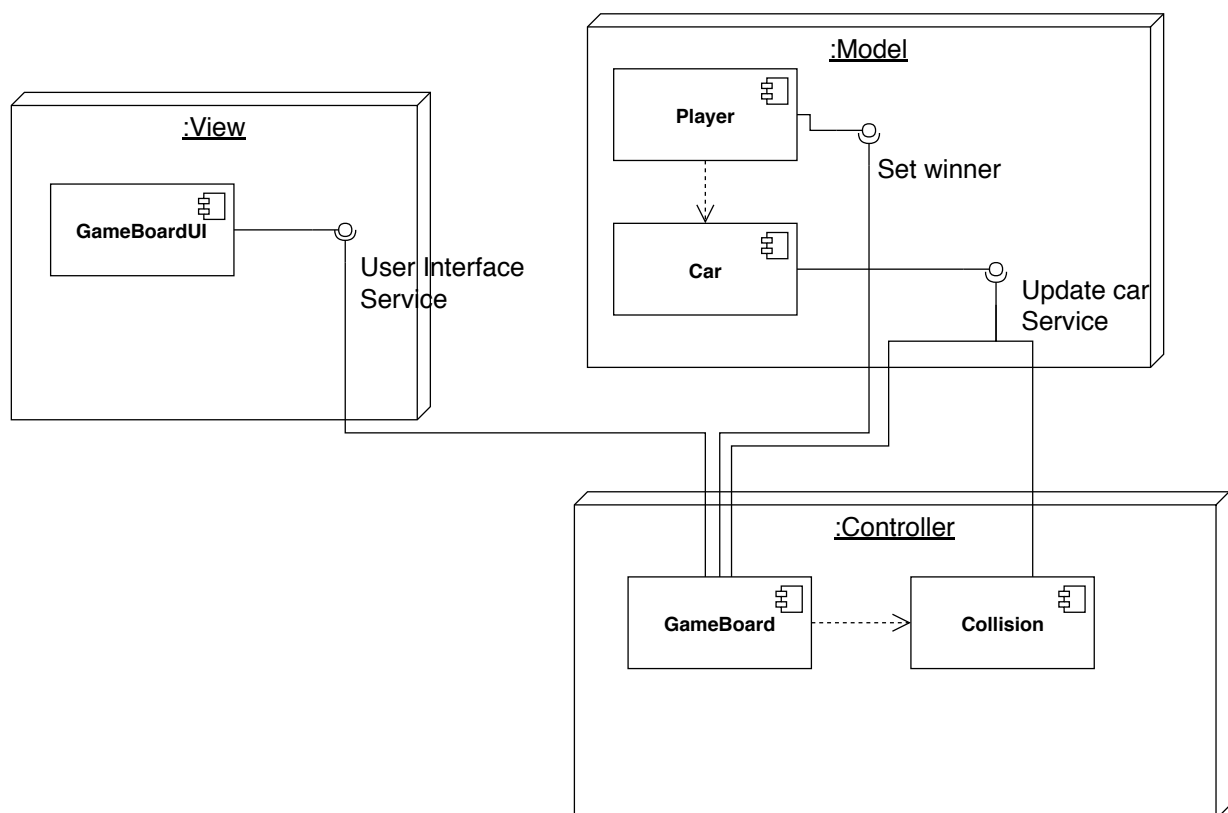 :View
GameBoardUI
User Interface
Service
:Model
Player
Set winner
Car
Update car
Service
:Controller
GameBoard
Collision